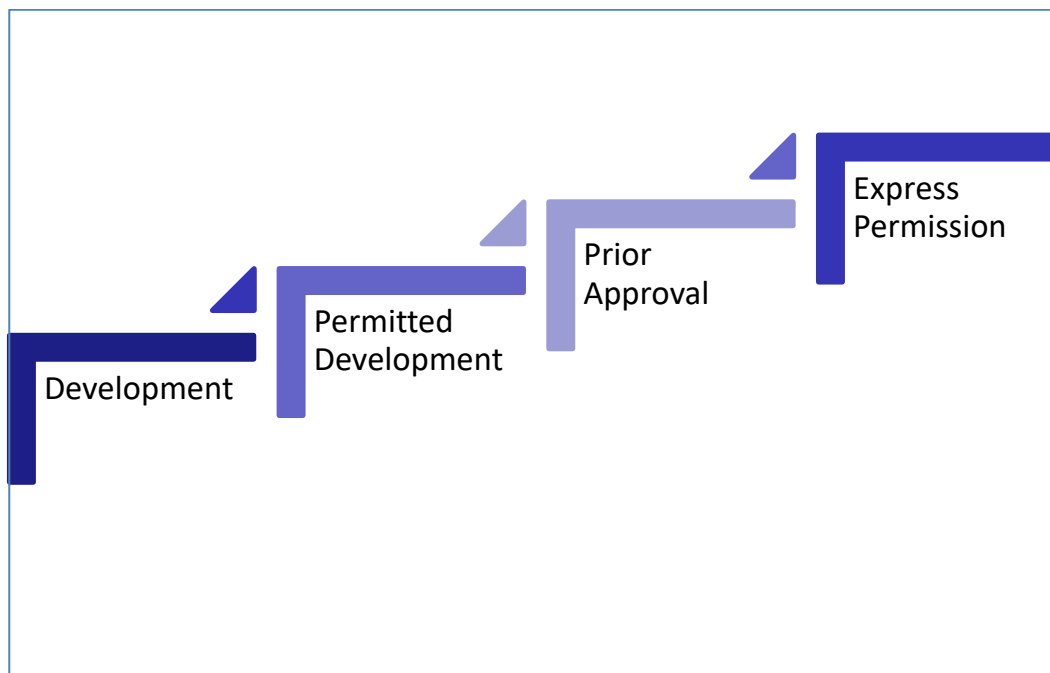 Development
Permitted
Development
Prior
Approval
Express
Permission